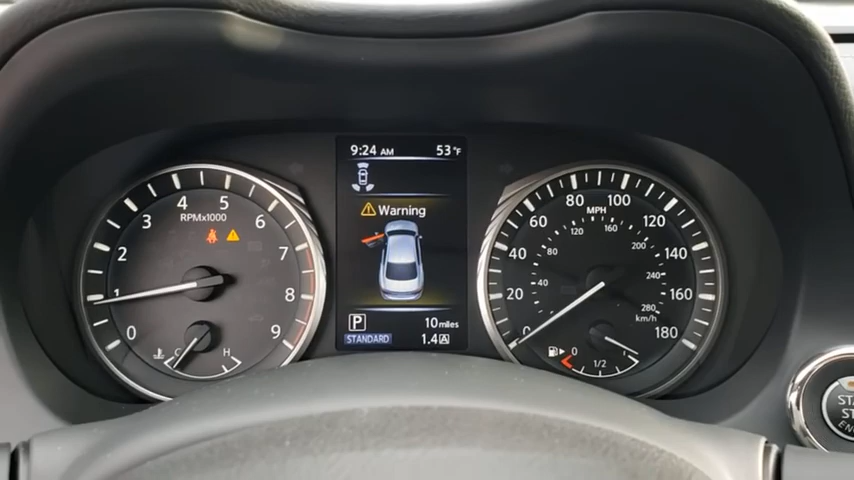 9:24 AM 53 °F
Warning
P 10 miles
STANDARD 1.4 A
0 1 2 3 4 5 6 7 8 9
RPMx1000
C H
0 20 40 60 80 100 120 140 160 180
MPH
40 80 120 160 200 240 280
km/h
0 1/2 1
STA
ST
EN